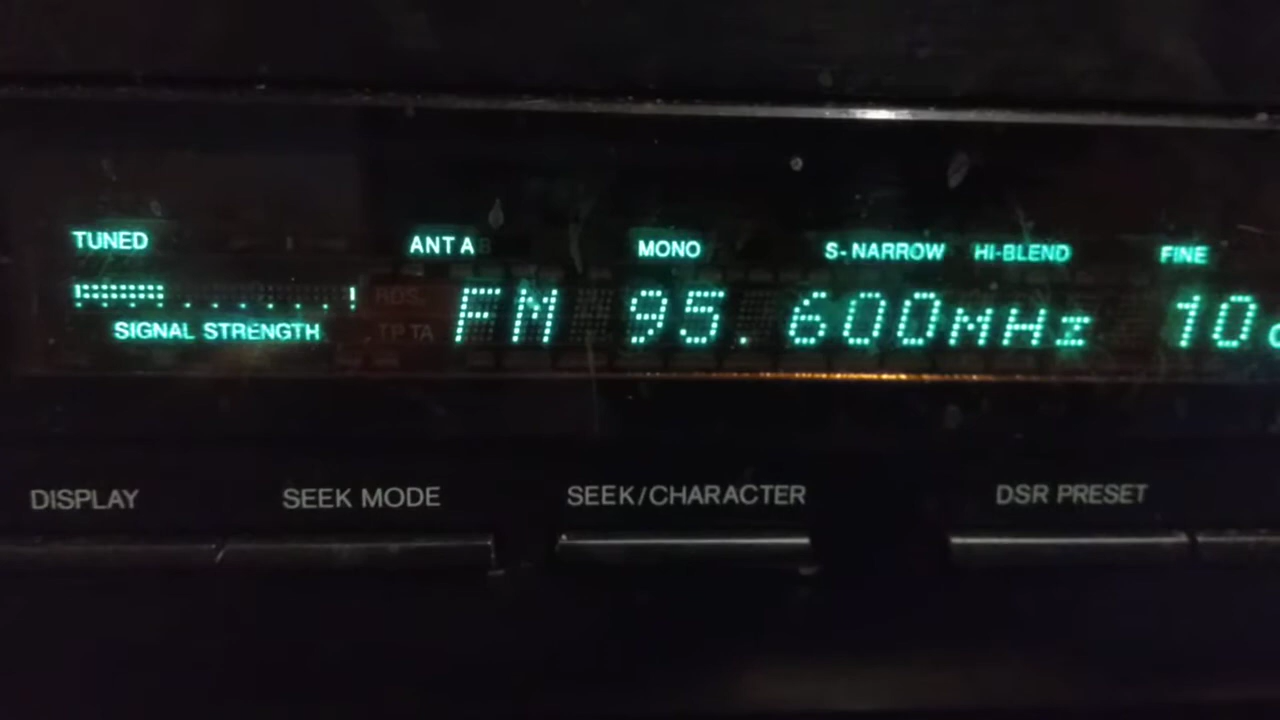 TUNED ANT A B MONO S-NARROW HI-BLEND FINE
RDS. FM 95.600MHz 10
SIGNAL STRENGTH TP TA
DISPLAY SEEK MODE SEEK/CHARACTER DSR PRESET